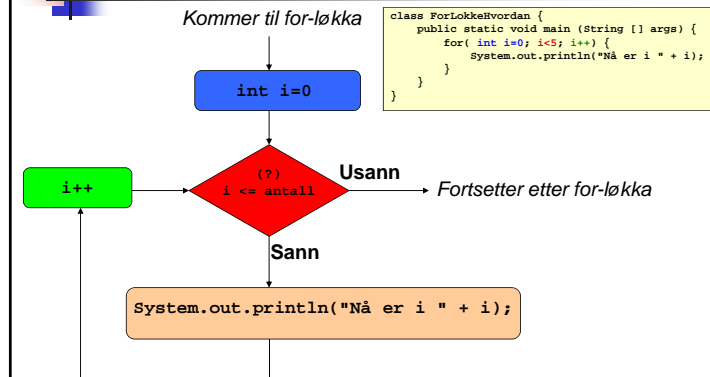 Kommer til for-løkka
class ForLokkeHvordan {
public static void main (String [] args) {
for( int i=0; i<5; i++) {
System.out.println("Nå er i " + i);
}
}
}
int i=0
(?)
i <= antall
Usann
Fortsetter etter for-løkka
i++
Sann
System.out.println("Nå er i " + i);